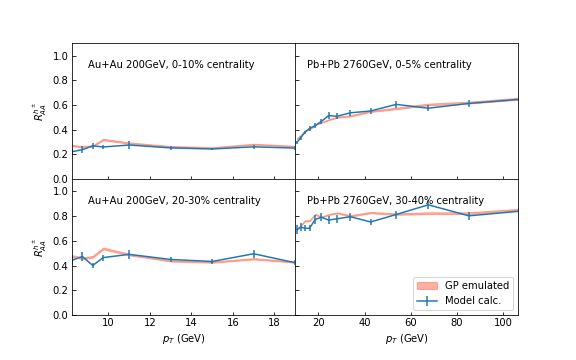 Au+Au 200GeV, 0-10% centrality
Pb+Pb 2760GeV, 0-5% centrality
1.0
0.8
0.6
0.4
0.2
0.0
R_{AA}^{h^±}
Au+Au 200GeV, 20-30% centrality
Pb+Pb 2760GeV, 30-40% centrality
1.0
0.8
0.6
0.4
0.2
0.0
R_{AA}^{h^±}
GP emulated
Model calc.
10 12 14 16 18
20 40 60 80 100
p_T (GeV)
p_T (GeV)